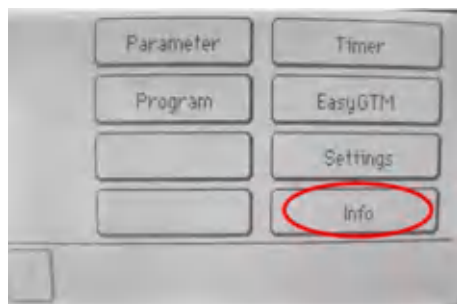 Parameter
Timer
Program
EasyGTM
Settings
Info